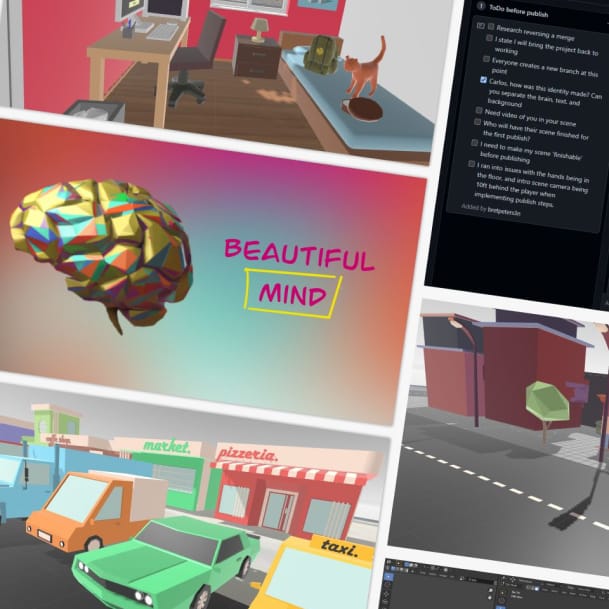 ToDo before publish
Research reversing a merge
I state I will bring the project back to
working
Everyone creates a new branch at this
point
Carlos, how was this identity made? Can
you separate the brain, text, and
background
Need video of you in your scene
Who will have their scene finished for
the first publish?
I need to make my scene 'finishable'
before publishing
I ran into issues with the hands being in
the floor, and intro scene camera being
10ft behind the player when
implementing publish steps.
Added by bretpeters3n
BEAUTIFUL
MIND
coffee shop.
market.
pizzeria.
taxi.